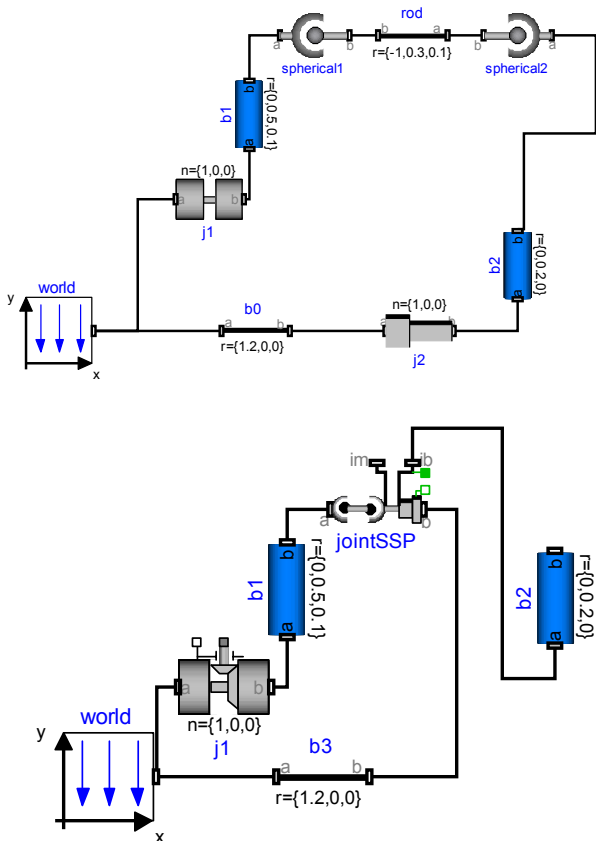 rod
b
b
a
b
a
a
r={-1,0.3,0.1}
spherical1
spherical2
b1
b
a
r={0,0.5,0.1}
n={1,0,0}
a
b
j1
b2
b
a
r={0,0.2,0}
world
y
x
b0
a
b
r={1.2,0,0}
n={1,0,0}
a
b
j2
im
ib
a
b
jointSSP
b1
b
a
r={0,0.5,0.1}
b2
b
a
r={0,0.2,0}
a
b
n={1,0,0}
j1
world
y
x
b3
a
b
r={1.2,0,0}